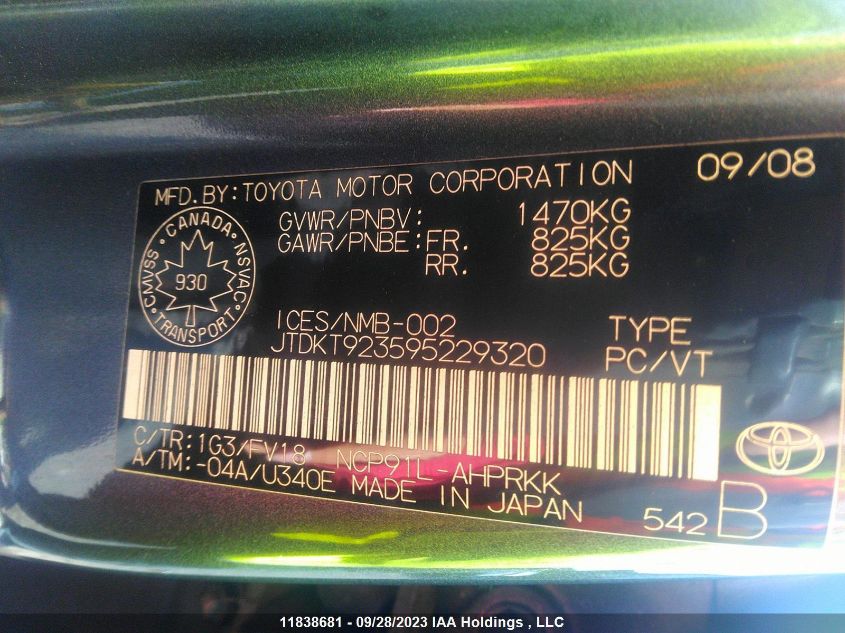 MFD.BY:TOYOTA MOTOR CORPORATION 09/08
GVWR/PNBV: 1470KG
GAWR/PNBE:FR. 825KG
RR. 825KG
CANADA
CMVSS NSVAC
930
TRANSPORT
ICES/NMB-002 TYPE
JTDKT923595229320 PC/VT
C/TR:1G3/FV18 NCP91L-AHPRKK
A/TM:-04A/U340E MADE IN JAPAN
542 B
11838681 - 09/28/2023 IAA Holdings , LLC